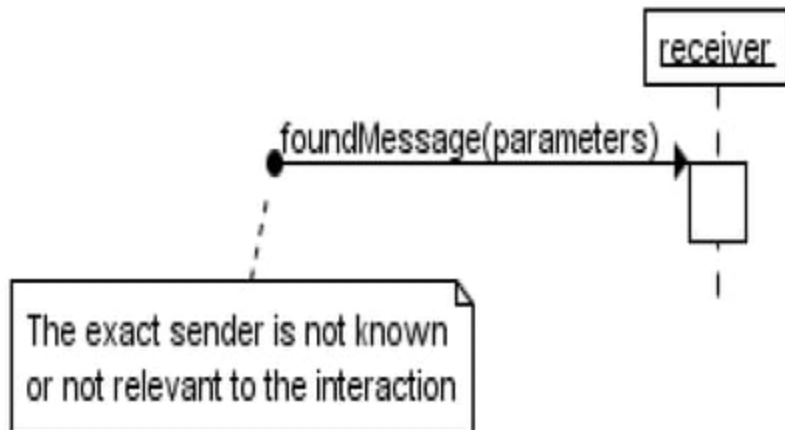 receiver
foundMessage(parameters)
The exact sender is not known
or not relevant to the interaction